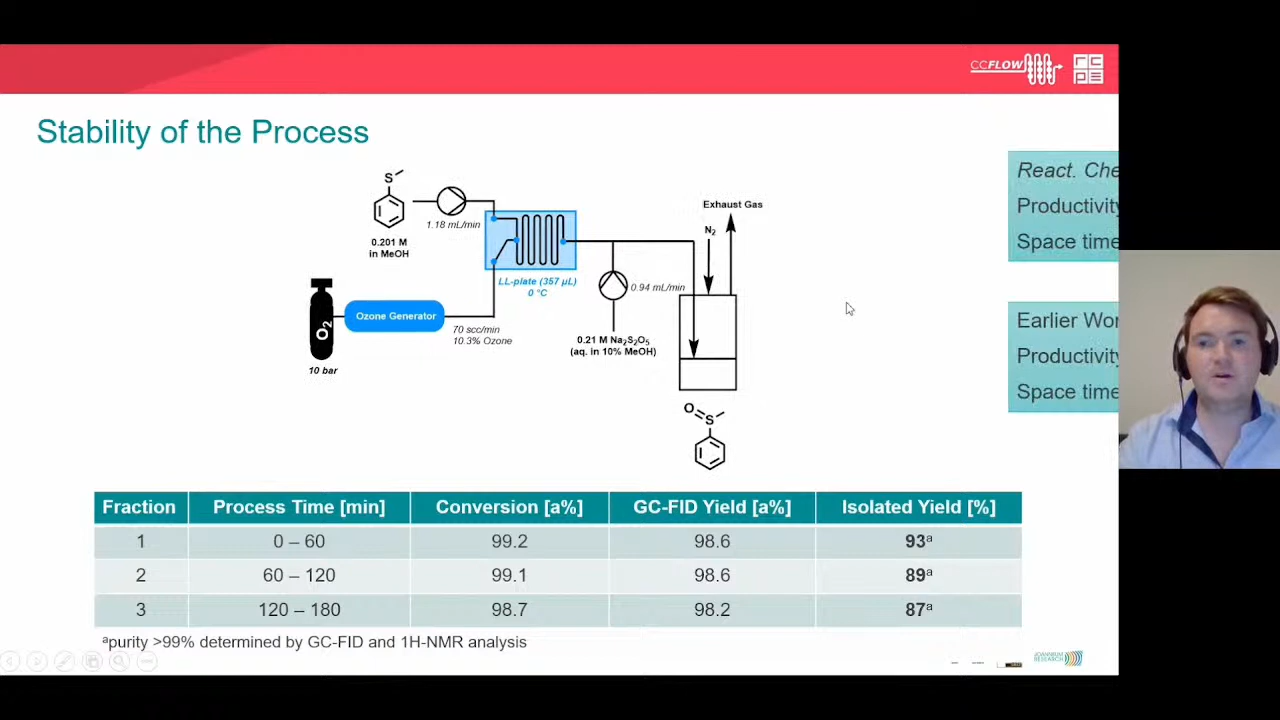 CCFLOW
RCPE
Stability of the Process
React. Che
Productivity
Space time
Earlier Wor
Productivity
Space time
S
0.201 M
in MeOH
1.18 mL/min
LL-plate (357 µL)
0 °C
O₂
10 bar
Ozone Generator
70 scc/min
10.3% Ozone
0.94 mL/min
0.21 M Na₂S₂O₅
(aq. in 10% MeOH)
Exhaust Gas
N₂
O
S
Fraction Process Time [min] Conversion [a%] GC-FID Yield [a%] Isolated Yield [%]
1 0 – 60 99.2 98.6 93ᵃ
2 60 – 120 99.1 98.6 89ᵃ
3 120 – 180 98.7 98.2 87ᵃ
ᵃpurity >99% determined by GC-FID and 1H-NMR analysis
JOANNEUM
RESEARCH